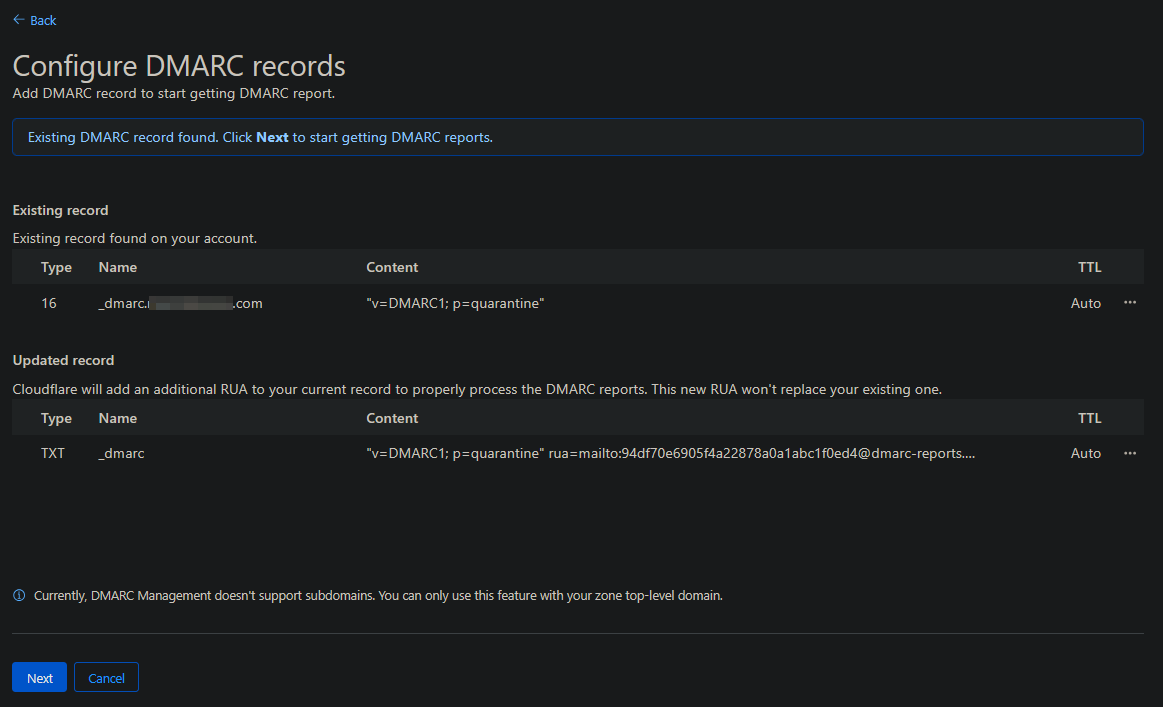 Back
Configure DMARC records
Add DMARC record to start getting DMARC report.
Existing DMARC record found. Click Next to start getting DMARC reports.
Existing record
Existing record found on your account.
Type Name Content TTL
16 _dmarc. .com "v=DMARC1; p=quarantine" Auto ...
Updated record
Cloudflare will add an additional RUA to your current record to properly process the DMARC reports. This new RUA won't replace your existing one.
Type Name Content TTL
TXT _dmarc "v=DMARC1; p=quarantine" rua=mailto:94df70e6905f4a22878a0a1abc1f0ed4@dmarc-reports.... Auto ...
Currently, DMARC Management doesn't support subdomains. You can only use this feature with your zone top-level domain.
Next Cancel